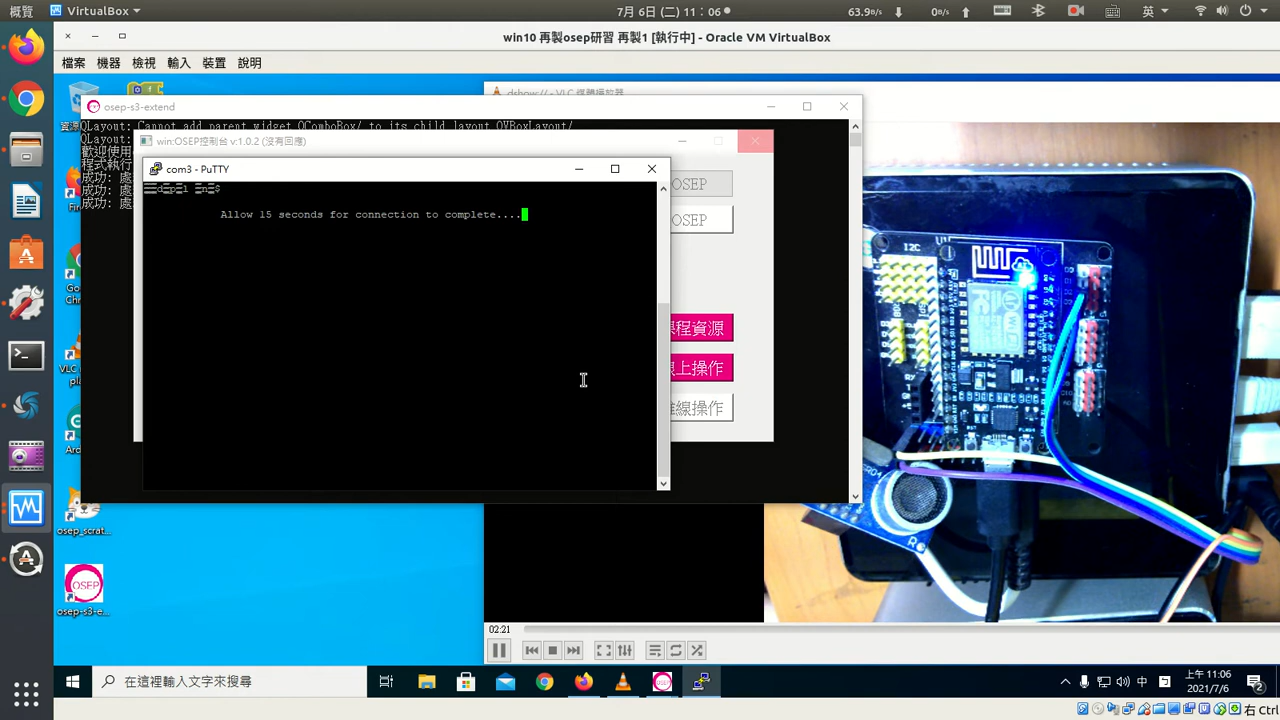 概覽
VirtualBox
7月 6日 (二) 11:06
63.9B/s
0B/s
英
win10 再製osep研習 再製1 [執行中] - Oracle VM VirtualBox
檔案 機器 檢視 輸入 裝置 說明
dshow:// - VLC 媒體播放器
osep-s3-extend
QLayout: Cannot add parent widget QComboBox/ to its child layout QVBoxLayout/
QLayout:
歡迎使用
程式執行
成功: 處
成功: 處
成功: 處
win:OSEP控制台 v:1.0.2 (沒有回應)
OSEP
OSEP
課程資源
線上操作
離線操作
com3 - PuTTY
Allow 15 seconds for connection to complete....
VLC
osep_scrat...
osep-s3-e...
I2C
WiFi
02:21
在這裡輸入文字來搜尋
中
上午 11:06
2021/7/6
2
右 Ctrl